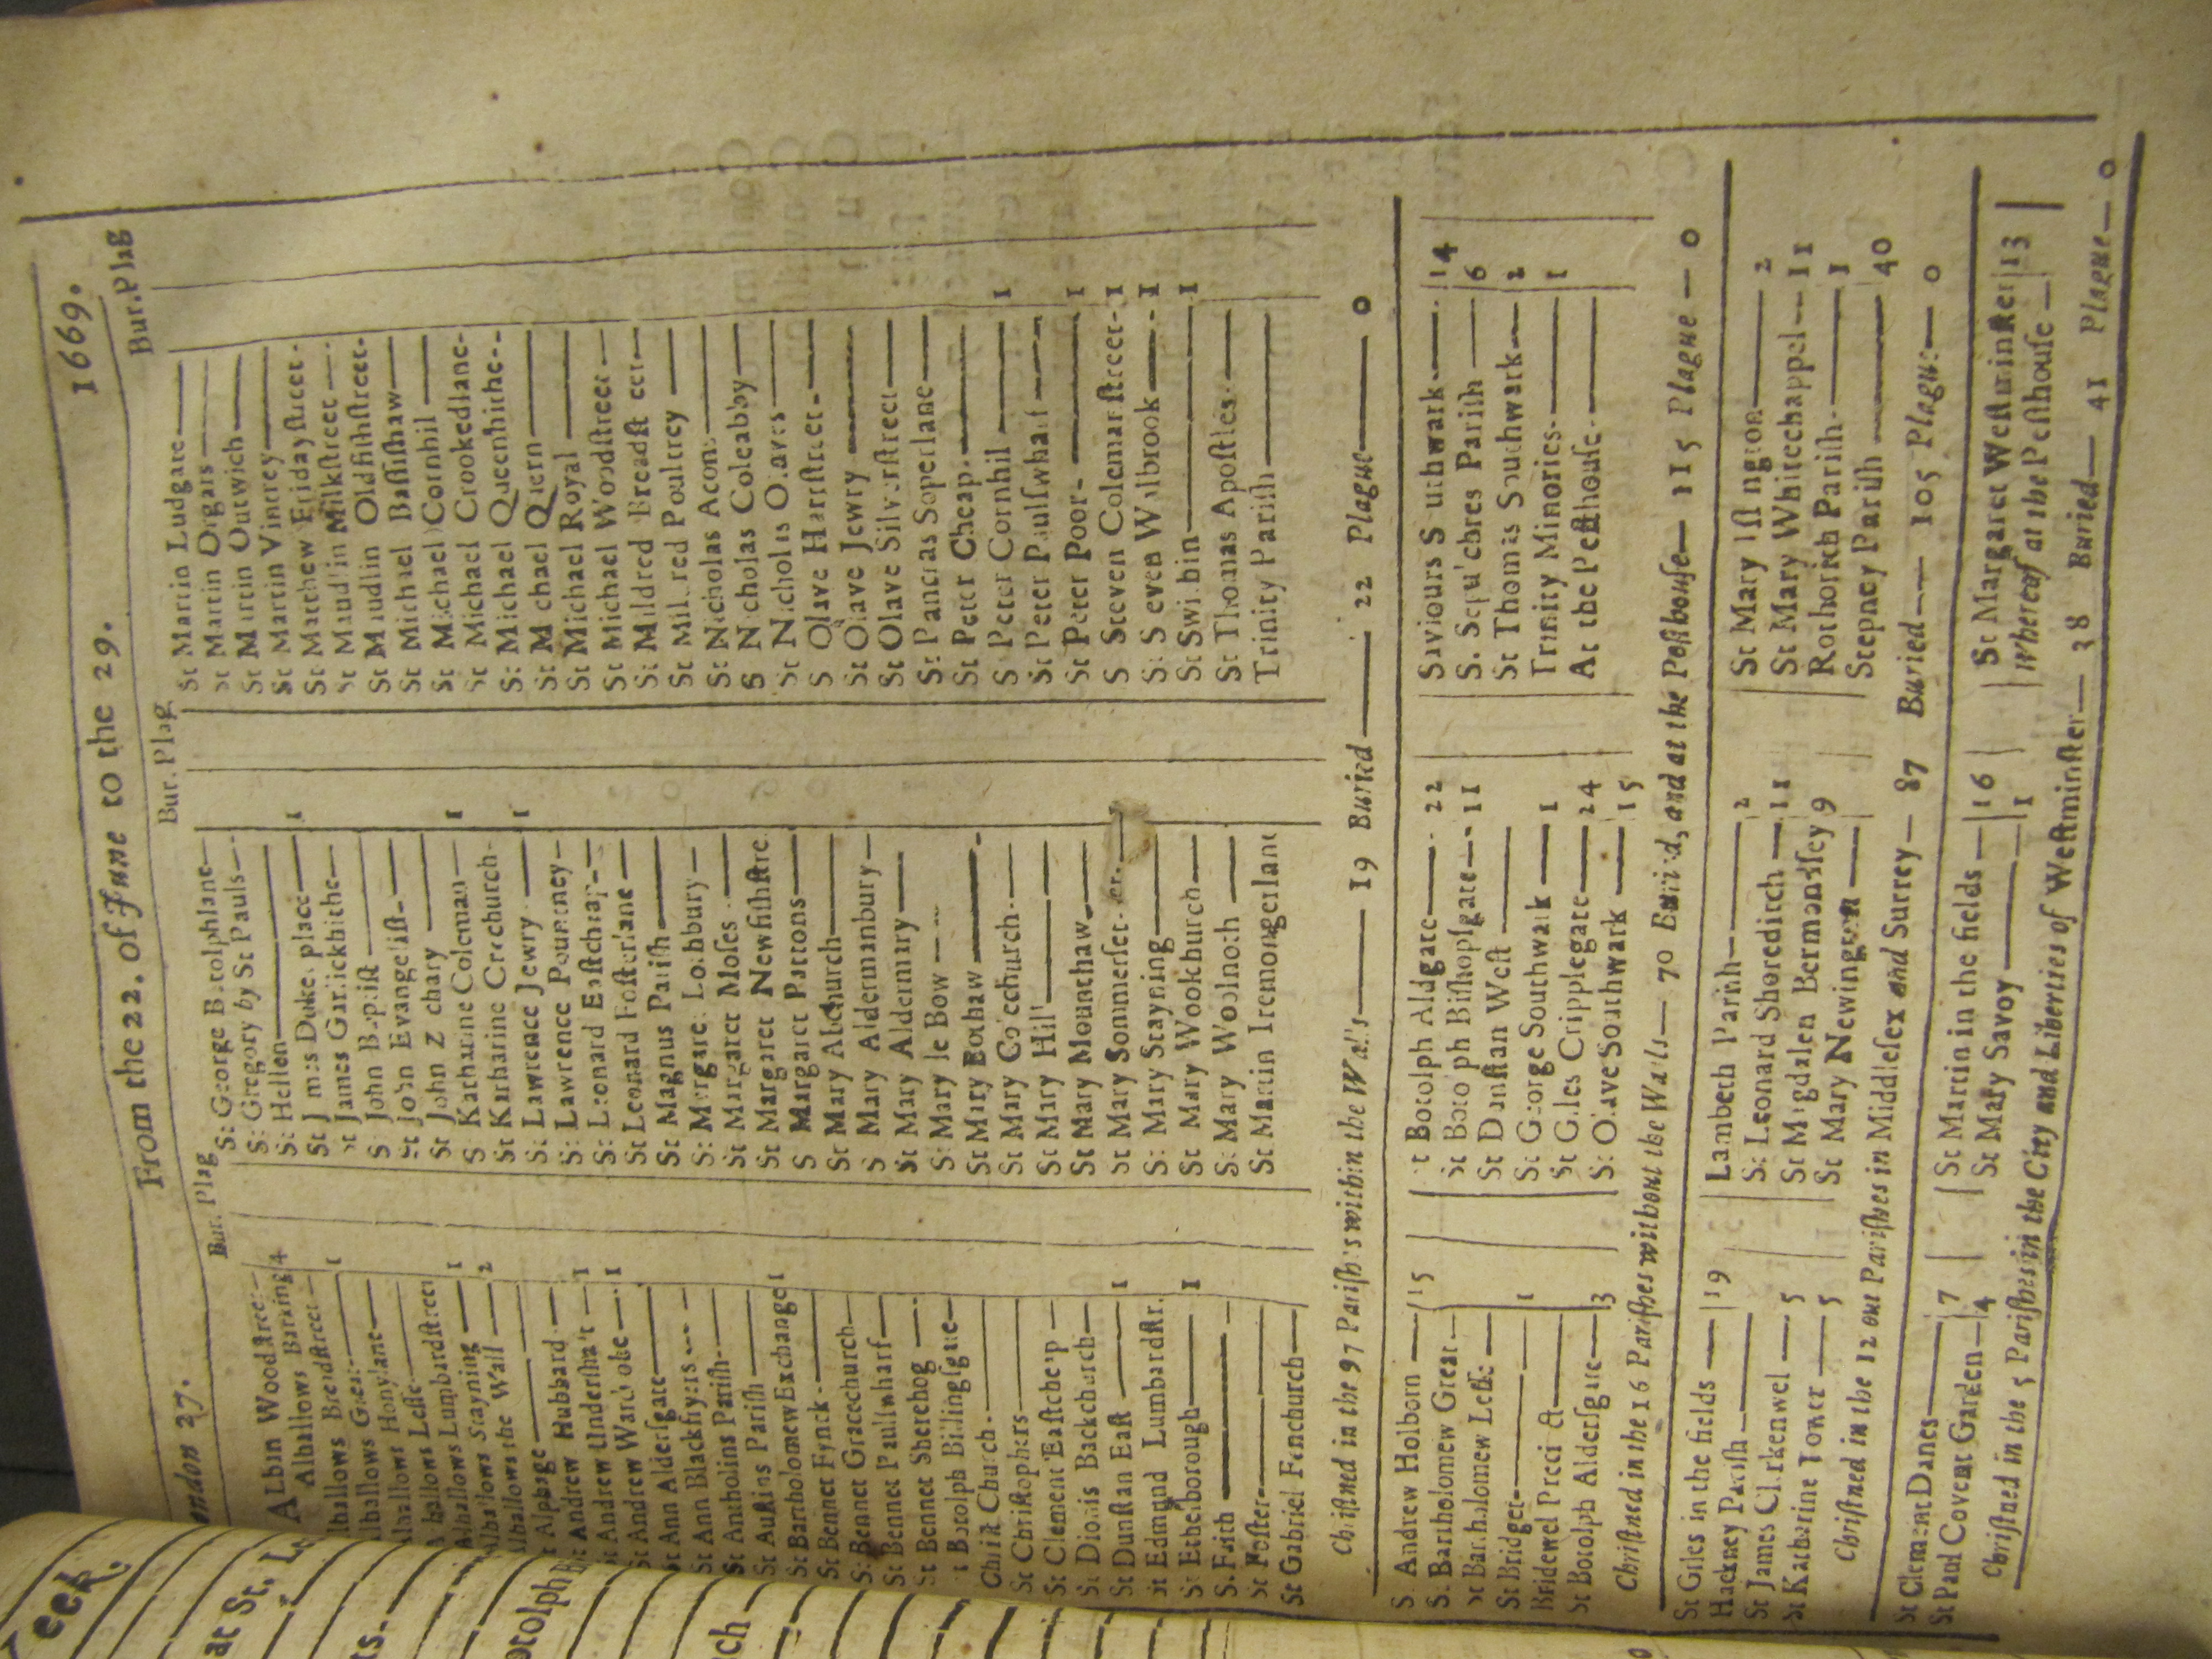 ondon 27. From the 22. of June to the 29. 1669.
Bur. Plag
ALbin Woodstreet
Alhallows Barking 4
lhallows Breadstreet
lhallows Great 1
lhallows Honylane
Alhallows Lesse
Alhallows Lumbardstreet
Alhallows Stayning 1
Alhallows the Wall 2
t Alphage
t Andrew Hubbard
St Andrew Undershaft 1
St Andrew Wardrobe 1
St Ann Aldersgate
St Ann Blackfryers
St Antholins Parish
St Austins Parish
St Bartholomew Exchange 1
St Bennet Fynck
St Bennet Gracechurch
St Bennet Paulswharf
St Bennet Sherehog
t Botolph Billingsgate
Christ Church
St Christophers
St Clement Eastcheap
St Dionis Backchurch
St Dunstan East 1
St Edmund Lumbardstr.
St Ethelborough 1
S. Faith
St Foster
St Gabriel Fenchurch
Bur. Plag
St George Botolphlane
St Gregory by St Pauls
St Hellen
St James Dukes place 1
St James Garlickhithe
S John Baptist
St John Evangelist
St John Zachary
S Katharine Coleman 1
St Katharine Creechurch
St Lawrence Jewry 1
St Lawrence Pountney
St Leonard Eastcheap
St Leonard Fosterlane
St Magnus Parish
St Margaret Lothbury
St Margaret Moses
St Margaret Newfishstre
S Margaret Pattons
St Mary Abchurch
S Mary Aldermanbury
St Mary Aldermary
St Mary le Bow
St Mary Bothaw
St Mary Colechurch
St Mary Hill
St Mary Mounthaw
St Mary Sommerset
St Mary Stayning
St Mary Woolchurch
St Mary Woolnoth
St Martin Iremongerlane
Bur. Plag
St Martin Ludgate
St Martin Orgars
St Martin Outwich
St Martin Vintrey
St Matthew Fridaystreet
St Maudlin Milkstreet
St Maudlin Oldfishstreet
St Michael Bassishaw
St Michael Cornhil
St Michael Crookedlane
St Michael Queenhithe
St Michael Quern
St Michael Royal
St Michael Woodstreet
St Mildred Breadstreet
St Mildred Poultrey
St Nicholas Acons
S Nicholas Coleabby
St Nicholas Olaves
S Olave Hartstreet
St Olave Jewry
St Olave Silverstreet
St Pancras Soperlane
St Peter Cheap
S Peter Cornhil 1
St Peter Paulswharf
St Peter Poor 1
S Steven Colemanstreet 1
St Steven Walbrook 1
St Swithin 1
St Thomas Apostles
Trinity Parish
Christned in the 97 Parishes within the Walls 19 Buried 22 Plague 0
S Andrew Holborn 15
S. Bartholomew Great
St Bartholomew Lesse
St Bridget 1
Bridewel Precinct
St Botolph Aldersgate 3
t Botolph Aldgate 22
St Botolph Bishopsgate 11
St Dunstan West
St George Southwark 1
St Giles Cripplegate 24
St Olave Southwark 15
Saviours Southwark 14
S. Sepulchres Parish 6
St Thomas Southwark 2
Trinity Minories 1
At the Pesthouse
Christned in the 16 Parishes without the Walls 70 Buried, and at the Pesthouse 115 Plague 0
St Giles in the fields 19
Hackney Parish
St James Clerkenwel 5
St Katharine Tower 5
Lambeth Parish 2
St Leonard Shoreditch 11
St Magdalen Bermondsey 9
St Mary Newington
St Mary Islington 2
St Mary Whitechappel 11
Rothorith Parish 1
Stepney Parish 40
Christned in the 12 out Parishes in Middlesex and Surrey 87 Buried 105 Plague 0
St Clement Danes 7
St Paul Covent Garden 4
St Martin in the fields 16
St Mary Savoy 1
St Margaret Westminster 13
Whereof at the Pesthouse
Christned in the 5 Parishes in the City and Liberties of Westminster 38 Buried 41 Plague 0
eek.
at St. L
ts.
otolph
ch